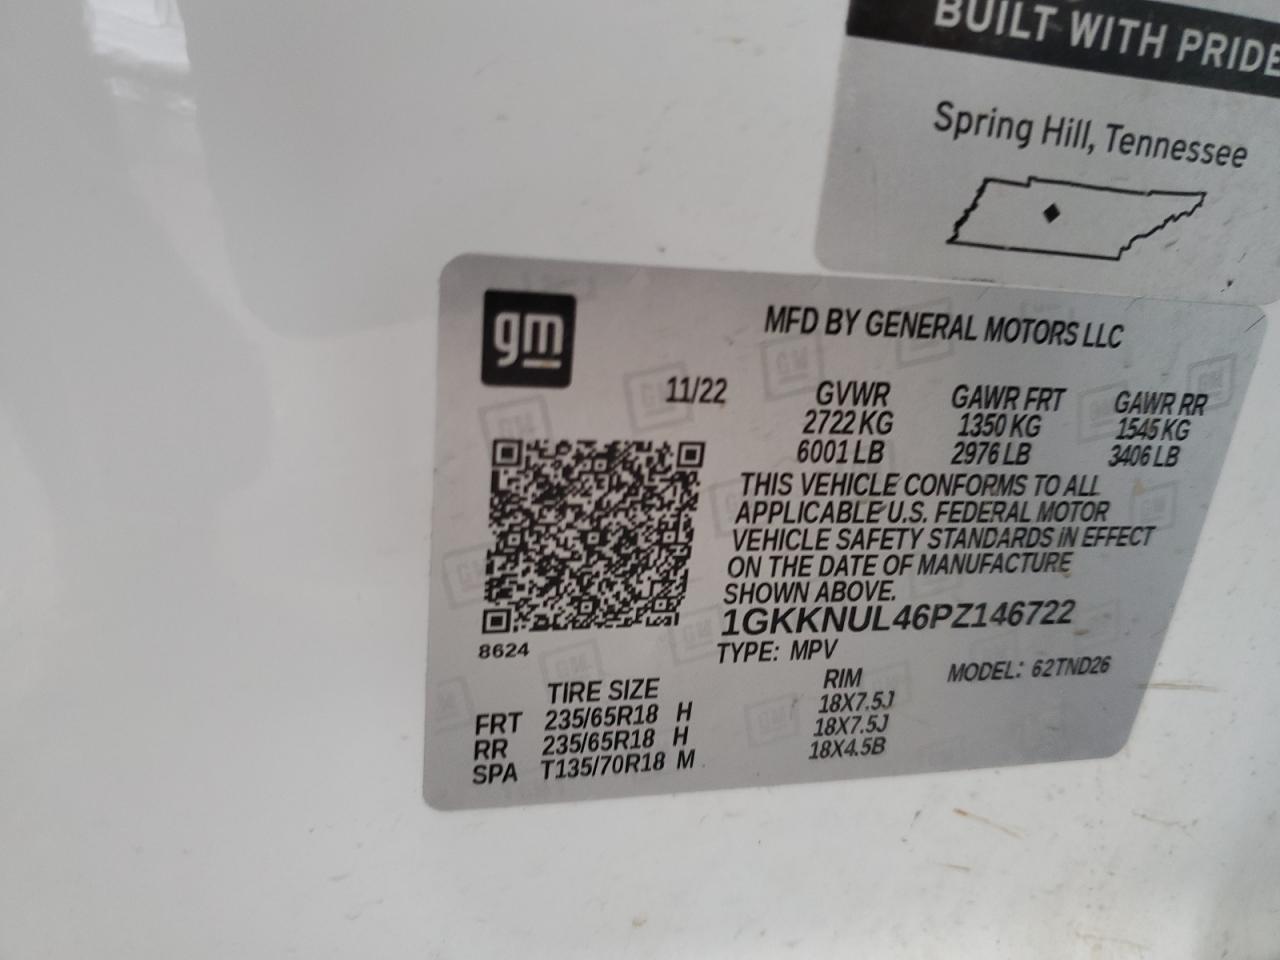 BUILT WITH PRIDE
Spring Hill, Tennessee
gm
MFD BY GENERAL MOTORS LLC
11/22
GVWR GAWR FRT GAWR RR
2722 KG 1350 KG 1545 KG
6001 LB 2976 LB 3406 LB
THIS VEHICLE CONFORMS TO ALL
APPLICABLE U.S. FEDERAL MOTOR
VEHICLE SAFETY STANDARDS IN EFFECT
ON THE DATE OF MANUFACTURE
SHOWN ABOVE.
1GKKNUL46PZ146722
8624
TYPE: MPV MODEL: 62TND26
TIRE SIZE RIM
FRT 235/65R18 H 18X7.5J
RR 235/65R18 H 18X7.5J
SPA T135/70R18 M 18X4.5B